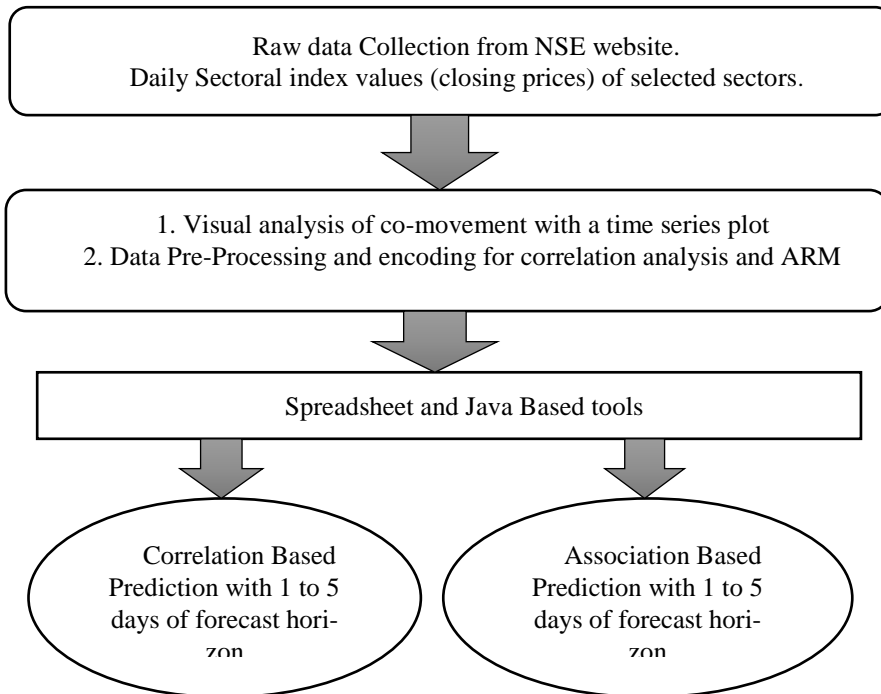 Raw data Collection from NSE website.
Daily Sectoral index values (closing prices) of selected sectors.
1. Visual analysis of co-movement with a time series plot
2. Data Pre-Processing and encoding for correlation analysis and ARM
Spreadsheet and Java Based tools
Correlation Based
Prediction with 1 to 5
days of forecast hori-
zon
Association Based
Prediction with 1 to 5
days of forecast hori-
zon